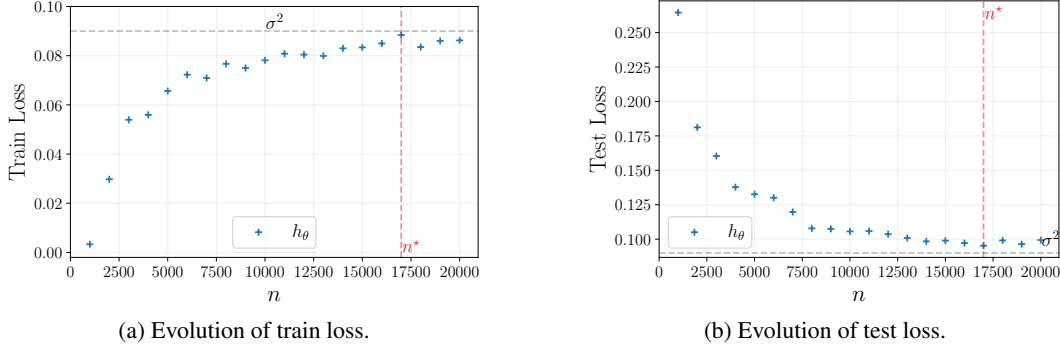 0.10
0.08
0.06
0.04
0.02
0.00
Train Loss
σ²
n*
h_θ
0 2500 5000 7500 10000 12500 15000 17500 20000
n
(a) Evolution of train loss.
0.250
0.225
0.200
0.175
0.150
0.125
0.100
Test Loss
n*
σ²
h_θ
0 2500 5000 7500 10000 12500 15000 17500 20000
n
(b) Evolution of test loss.